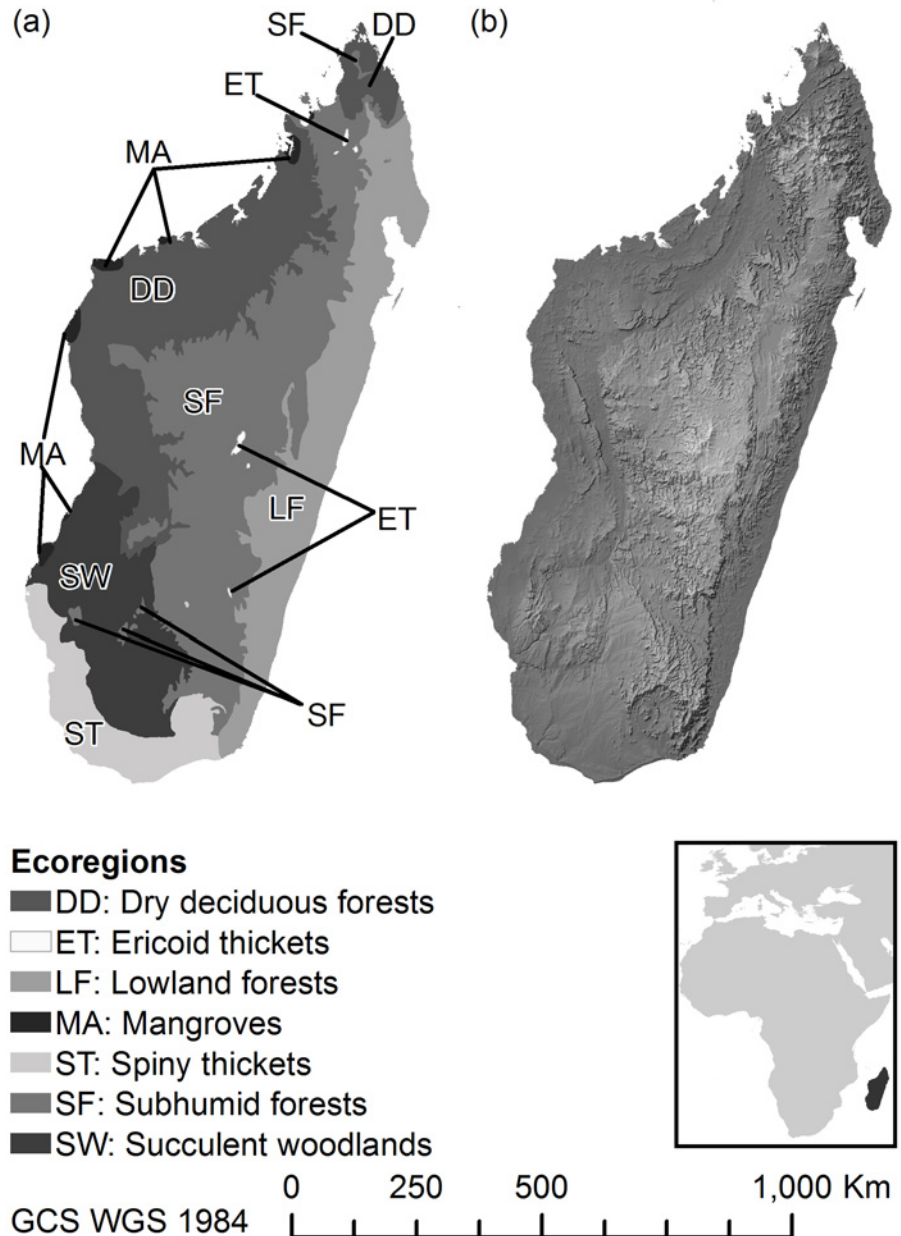 (a)
SF DD
ET
MA
DD
SF
MA
LF
ET
SW
SF
ST
(b)
Ecoregions
DD: Dry deciduous forests
ET: Ericoid thickets
LF: Lowland forests
MA: Mangroves
ST: Spiny thickets
SF: Subhumid forests
SW: Succulent woodlands
0 250 500 1,000 Km
GCS WGS 1984